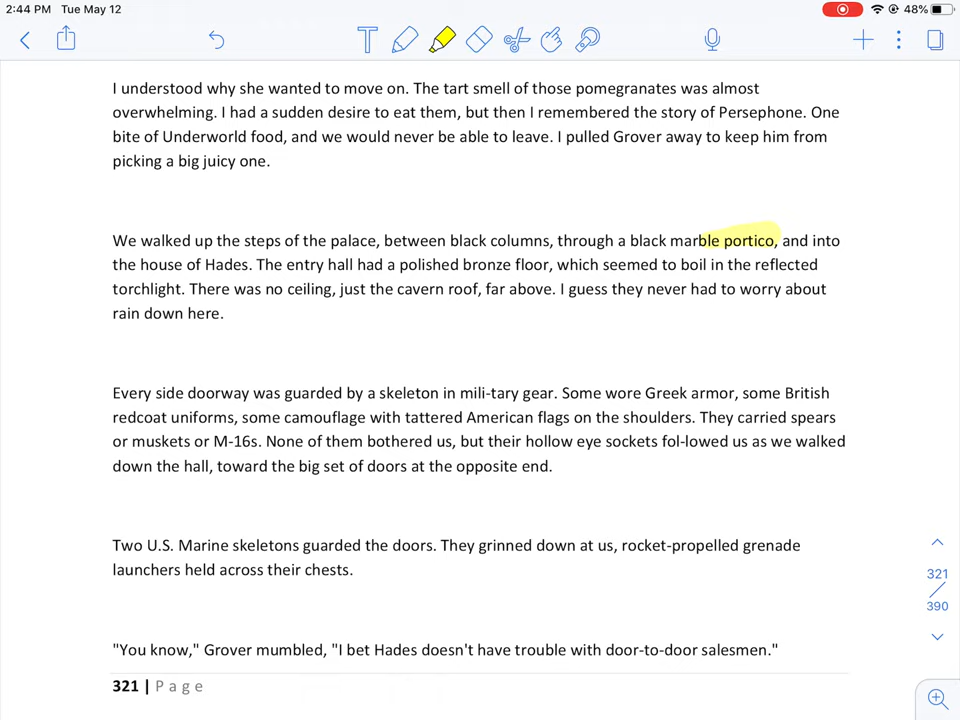 2:44 PM Tue May 12 48%
T
I understood why she wanted to move on. The tart smell of those pomegranates was almost
overwhelming. I had a sudden desire to eat them, but then I remembered the story of Persephone. One
bite of Underworld food, and we would never be able to leave. I pulled Grover away to keep him from
picking a big juicy one.
We walked up the steps of the palace, between black columns, through a black marble portico, and into
the house of Hades. The entry hall had a polished bronze floor, which seemed to boil in the reflected
torchlight. There was no ceiling, just the cavern roof, far above. I guess they never had to worry about
rain down here.
Every side doorway was guarded by a skeleton in mili-tary gear. Some wore Greek armor, some British
redcoat uniforms, some camouflage with tattered American flags on the shoulders. They carried spears
or muskets or M-16s. None of them bothered us, but their hollow eye sockets fol-lowed us as we walked
down the hall, toward the big set of doors at the opposite end.
Two U.S. Marine skeletons guarded the doors. They grinned down at us, rocket-propelled grenade
launchers held across their chests.
321
390
"You know," Grover mumbled, "I bet Hades doesn't have trouble with door-to-door salesmen."
321 | Page